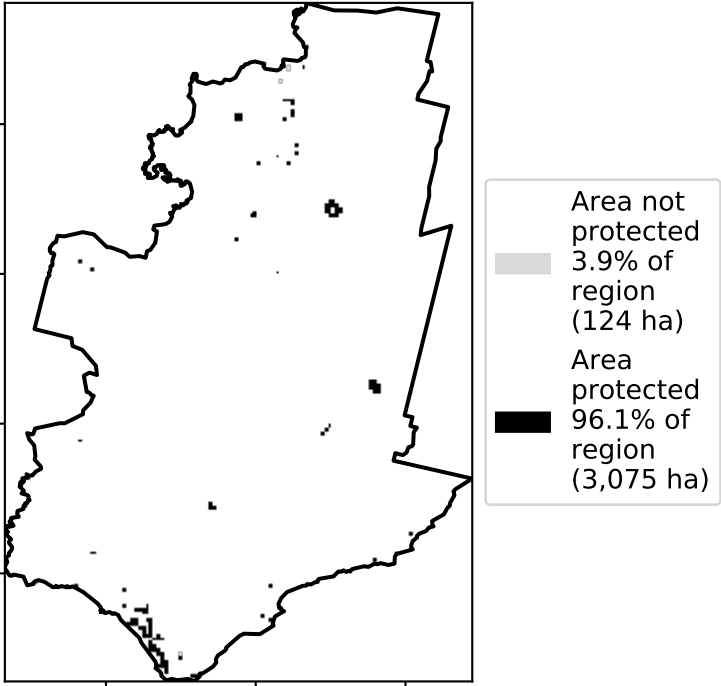 Area not
protected
3.9% of
region
(124 ha)
Area
protected
96.1% of
region
(3,075 ha)